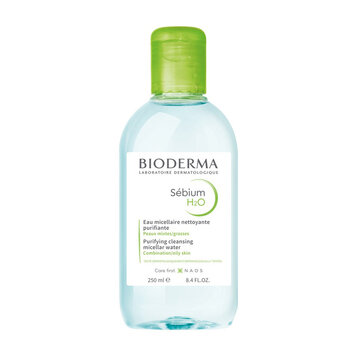 BIODERMA
LABORATOIRE DERMATOLOGIQUE
Sébium
H2O
Eau micellaire nettoyante
purifiante
Peaux mixtes/grasses
Purifying cleansing
micellar water
Combination/oily skin
Care first NAOS
250 ml e 8.4 FL.OZ.